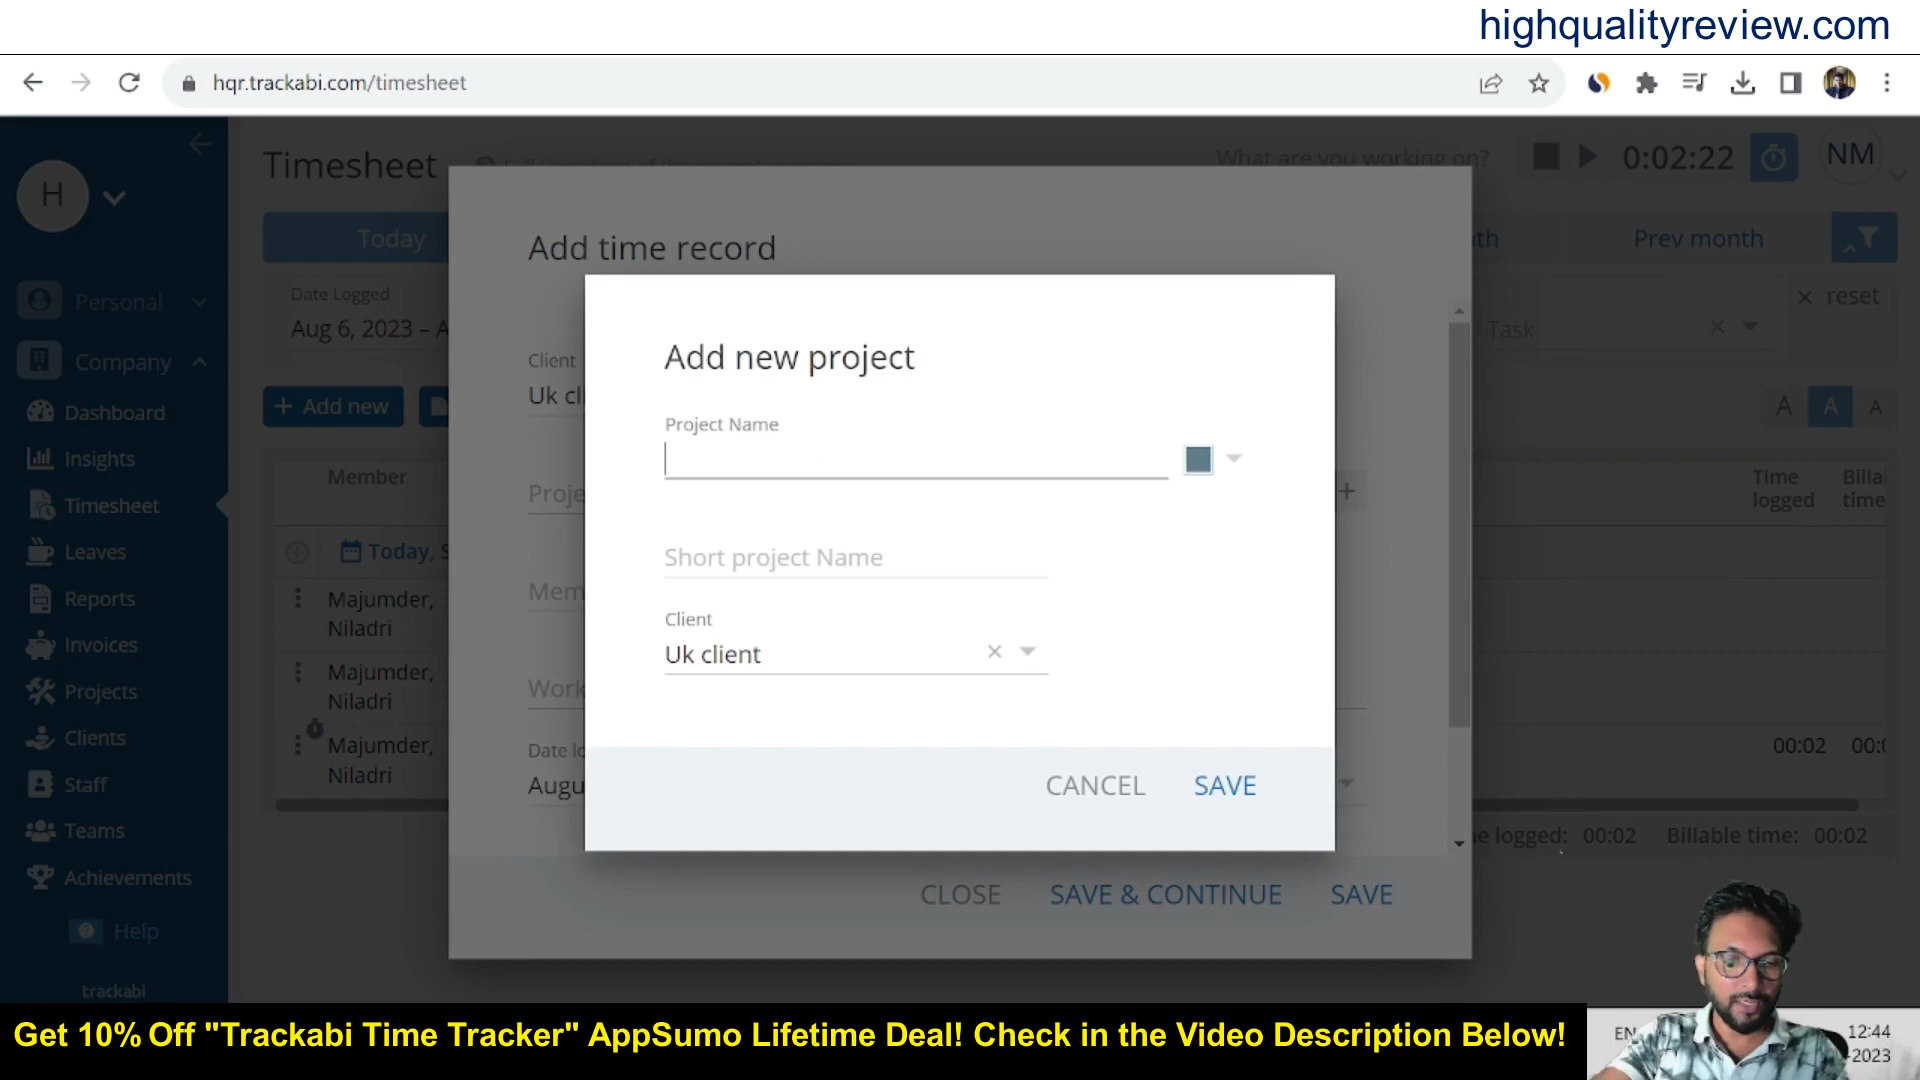 highqualityreview.com
hqr.trackabi.com/timesheet
H
Timesheet
What are you working on?
0:02:22
NM
Today
Prev month
Add time record
Personal
Date Logged
Aug 6, 2023 – A
× reset
Task
Company
Client
Uk cl
Add new project
+ Add new
A A A
Dashboard
Project Name
Insights
Member
Time logged
Billa
time
Proje
Timesheet
Today, S
Leaves
Short project Name
Mem
Reports
Majumder,
Niladri
Client
Uk client
Invoices
Majumder,
Niladri
Work
Projects
Clients
Majumder,
Niladri
00:02
Date lo
Augu
Staff
CANCEL
SAVE
Teams
e logged: 00:02
Billable time: 00:02
Achievements
CLOSE
SAVE & CONTINUE
SAVE
Help
trackabi
Get 10% Off "Trackabi Time Tracker" AppSumo Lifetime Deal! Check in the Video Description Below!
EN
12:44
-2023